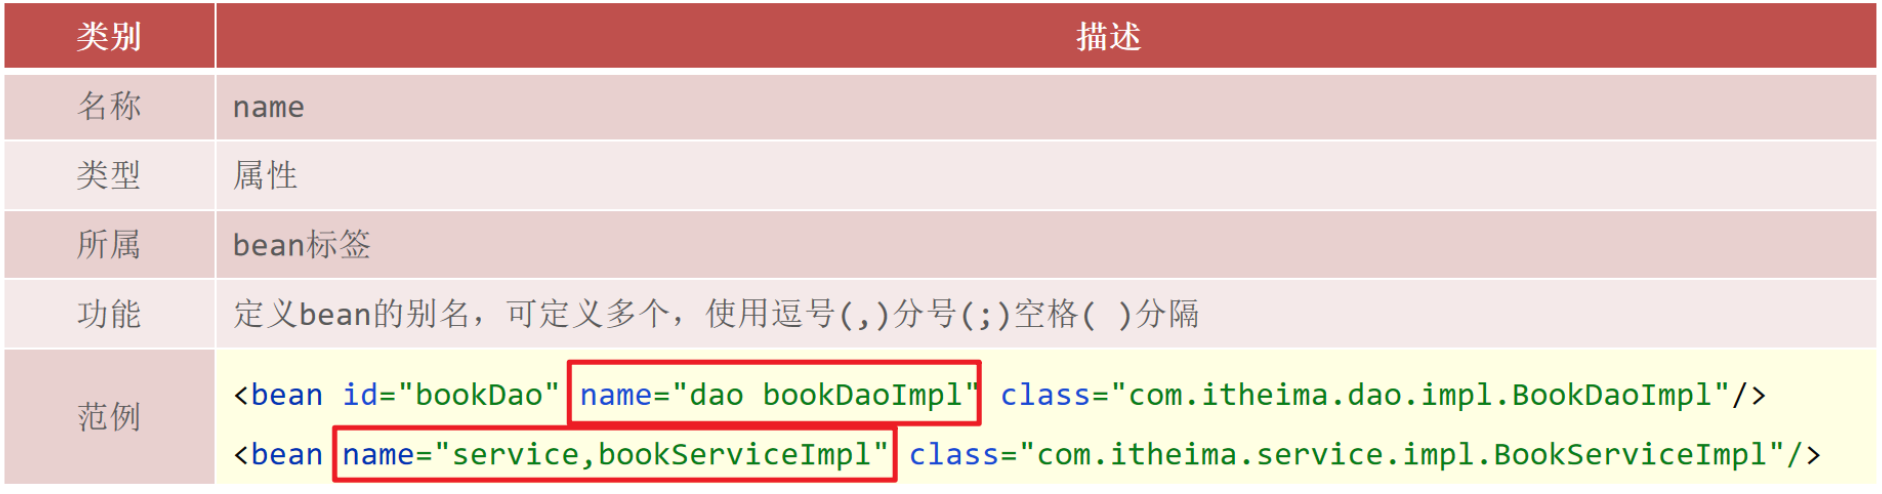 类别 描述
名称 name
类型 属性
所属 bean标签
功能 定义bean的别名，可定义多个，使用逗号(,)分号(;)空格( )分隔
范例 <bean id="bookDao" name="dao bookDaoImpl" class="com.itheima.dao.impl.BookDaoImpl"/>
<bean name="service,bookServiceImpl" class="com.itheima.service.impl.BookServiceImpl"/>